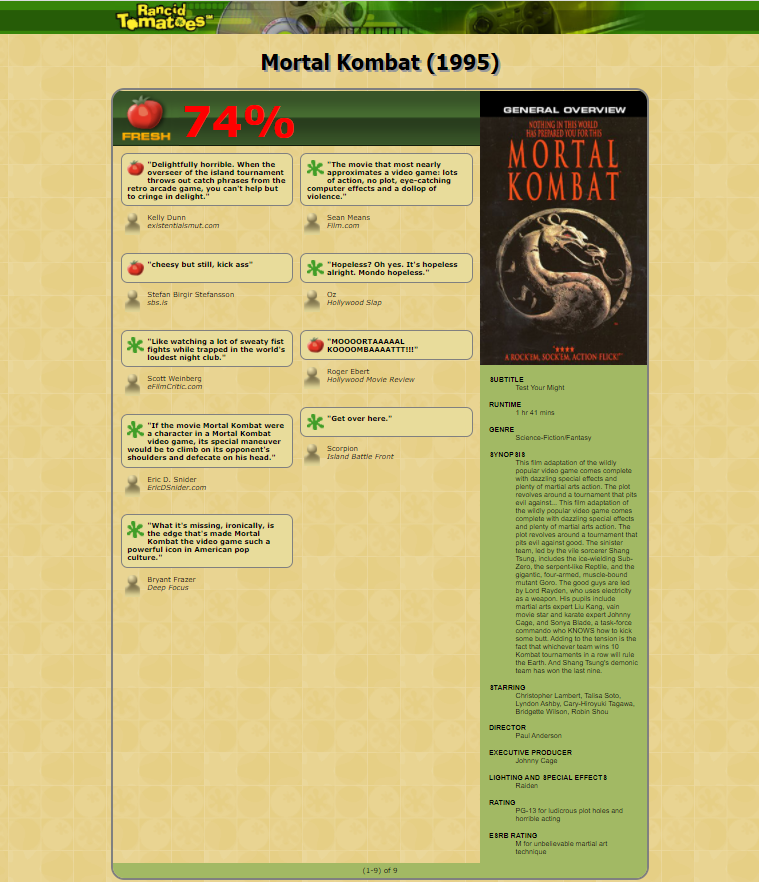 Rancid
Tomatoes
Mortal Kombat (1995)
FRESH
74%
"Delightfully horrible. When the
overseer of the island tournament
throws out catch phrases from the
retro arcade game, you can't help but
to cringe in delight."
Kelly Dunn
existentialsmut.com
"cheesy but still, kick ass"
Stefan Birgir Stefansson
sbs.is
"Like watching a lot of sweaty fist
fights while trapped in the world's
loudest night club."
Scott Weinberg
eFilmCritic.com
"If the movie Mortal Kombat were
a character in a Mortal Kombat
video game, its special maneuver
would be to climb on its opponent's
shoulders and defecate on his head."
Eric D. Snider
EricDSnider.com
"What it's missing, ironically, is
the edge that's made Mortal
Kombat the video game such a
powerful icon in American pop
culture."
Bryant Frazer
Deep Focus
"The movie that most nearly
approximates a video game: lots
of action, no plot, eye-catching
computer effects and a dollop of
violence."
Sean Means
Film.com
"Hopeless? Oh yes. It's hopeless
alright. Mondo hopeless."
Oz
Hollywood Slap
"MOOOORTAAAAAL
KOOOOMBAAAATTT!!!"
Roger Ebert
Hollywood Movie Review
"Get over here."
Scorpion
Island Battle Front
GENERAL OVERVIEW
NOTHING IN THIS WORLD
HAS PREPARED YOU FOR THIS
MORTAL
KOMBAT
A ROCK'EM, SOCK'EM ACTION FLICK!"
SUBTITLE
Test Your Might
RUNTIME
1 hr 41 mins
GENRE
Science-Fiction/Fantasy
SYNOPSIS
This film adaptation of the wildly
popular video game comes complete
with dazzling special effects and
plenty of martial arts action. The plot
revolves around a tournament that pits
evil against... This film adaptation of
the wildly popular video game comes
complete with dazzling special effects
and plenty of martial arts action. The
plot revolves around a tournament that
pits evil against good. The sinister
team, led by the vile sorcerer Shang
Tsung, includes the ice-wielding Sub-
Zero, the serpent-like Reptile, and the
gigantic, four-armed, muscle-bound
mutant Goro. The good guys are led
by Lord Rayden, who uses electricity
as a weapon. His pupils include
martial arts expert Liu Kang, vain
movie star and karate expert Johnny
Cage, and Sonya Blade, a task-force
commando who KNOWS how to kick
some butt. Adding to the tension is the
fact that whichever team wins 10
Kombat tournaments in a row will rule
the Earth. And Shang Tsung's demonic
team has won the last nine.
STARRING
Christopher Lambert, Talisa Soto,
Lyndon Ashby, Cary-Hiroyuki Tagawa,
Bridgette Wilson, Robin Shou
DIRECTOR
Paul Anderson
EXECUTIVE PRODUCER
Johnny Cage
LIGHTING AND SPECIAL EFFECTS
Raiden
RATING
PG-13 for ludicrous plot holes and
horrible acting
ESRB RATING
M for unbelievable martial art
technique
(1-9) of 9